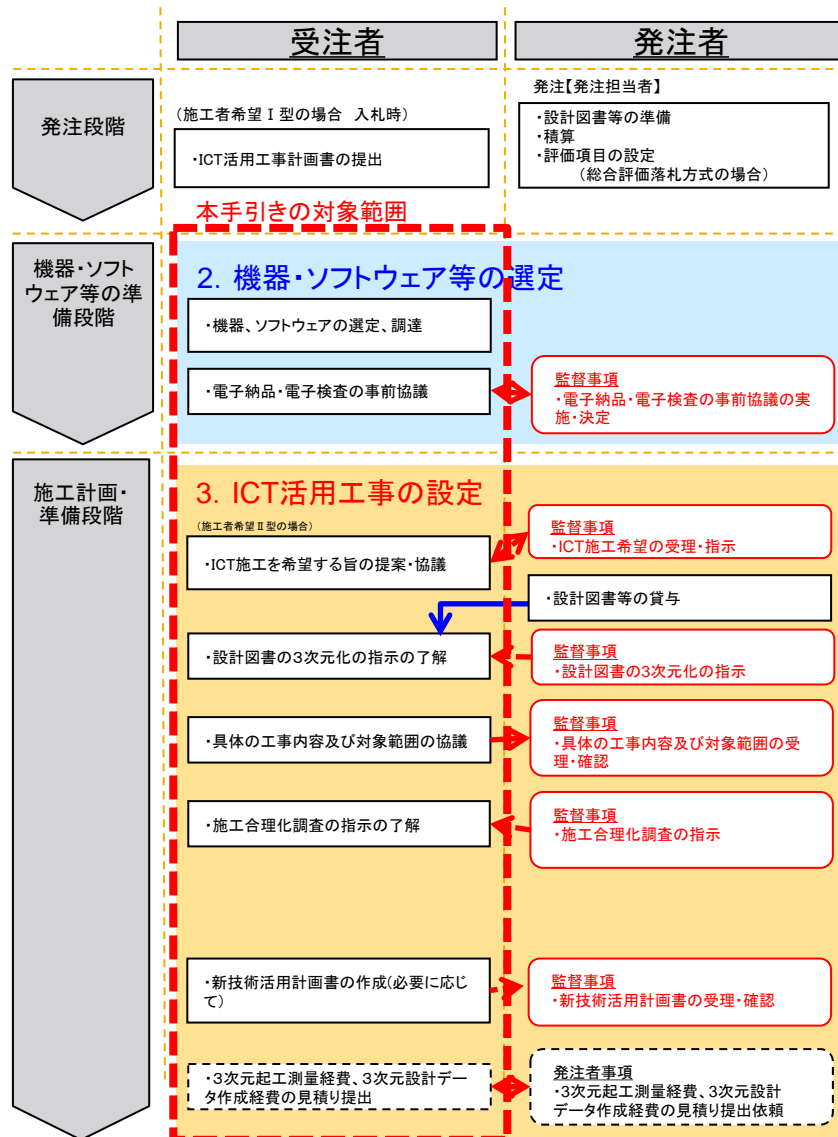 受注者
発注者
発注段階
(施工者希望Ⅰ型の場合 入札時)
・ICT活用工事計画書の提出
発注【発注担当者】
・設計図書等の準備
・積算
・評価項目の設定
(総合評価落札方式の場合)
本手引きの対象範囲
機器・ソフト
ウェア等の準
備段階
2. 機器・ソフトウェア等の選定
・機器、ソフトウェアの選定、調達
・電子納品・電子検査の事前協議
監督事項
・電子納品・電子検査の事前協議の実
施・決定
施工計画・
準備段階
3. ICT活用工事の設定
(施工者希望Ⅱ型の場合)
・ICT施工を希望する旨の提案・協議
監督事項
・ICT施工希望の受理・指示
・設計図書等の貸与
・設計図書の3次元化の指示の了解
監督事項
・設計図書の3次元化の指示
・具体の工事内容及び対象範囲の協議
監督事項
・具体の工事内容及び対象範囲の受
理・確認
・施工合理化調査の指示の了解
監督事項
・施工合理化調査の指示
・新技術活用計画書の作成(必要に応じ
て)
監督事項
・新技術活用計画書の受理・確認
・3次元起工測量経費、3次元設計デー
タ作成経費の見積り提出
発注者事項
・3次元起工測量経費、3次元設計
データ作成経費の見積り提出依頼